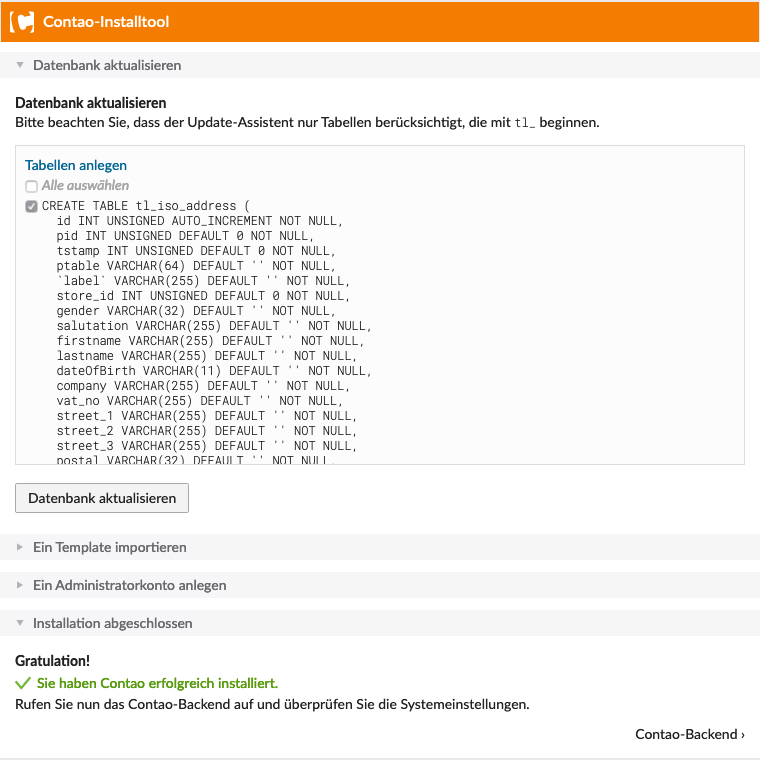 Contao-Installtool
Datenbank aktualisieren
Datenbank aktualisieren
Bitte beachten Sie, dass der Update-Assistent nur Tabellen berücksichtigt, die mit tl_ beginnen.
Tabellen anlegen
Alle auswählen
CREATE TABLE tl_iso_address (
id INT UNSIGNED AUTO_INCREMENT NOT NULL,
pid INT UNSIGNED DEFAULT 0 NOT NULL,
tstamp INT UNSIGNED DEFAULT 0 NOT NULL,
ptable VARCHAR(64) DEFAULT '' NOT NULL,
`label` VARCHAR(255) DEFAULT '' NOT NULL,
store_id INT UNSIGNED DEFAULT 0 NOT NULL,
gender VARCHAR(32) DEFAULT '' NOT NULL,
salutation VARCHAR(255) DEFAULT '' NOT NULL,
firstname VARCHAR(255) DEFAULT '' NOT NULL,
lastname VARCHAR(255) DEFAULT '' NOT NULL,
dateOfBirth VARCHAR(11) DEFAULT '' NOT NULL,
company VARCHAR(255) DEFAULT '' NOT NULL,
vat_no VARCHAR(255) DEFAULT '' NOT NULL,
street_1 VARCHAR(255) DEFAULT '' NOT NULL,
street_2 VARCHAR(255) DEFAULT '' NOT NULL,
street_3 VARCHAR(255) DEFAULT '' NOT NULL,
postal VARCHAR(32) DEFAULT '' NOT NULL,
Datenbank aktualisieren
Ein Template importieren
Ein Administratorkonto anlegen
Installation abgeschlossen
Gratulation!
Sie haben Contao erfolgreich installiert.
Rufen Sie nun das Contao-Backend auf und überprüfen Sie die Systemeinstellungen.
Contao-Backend ›